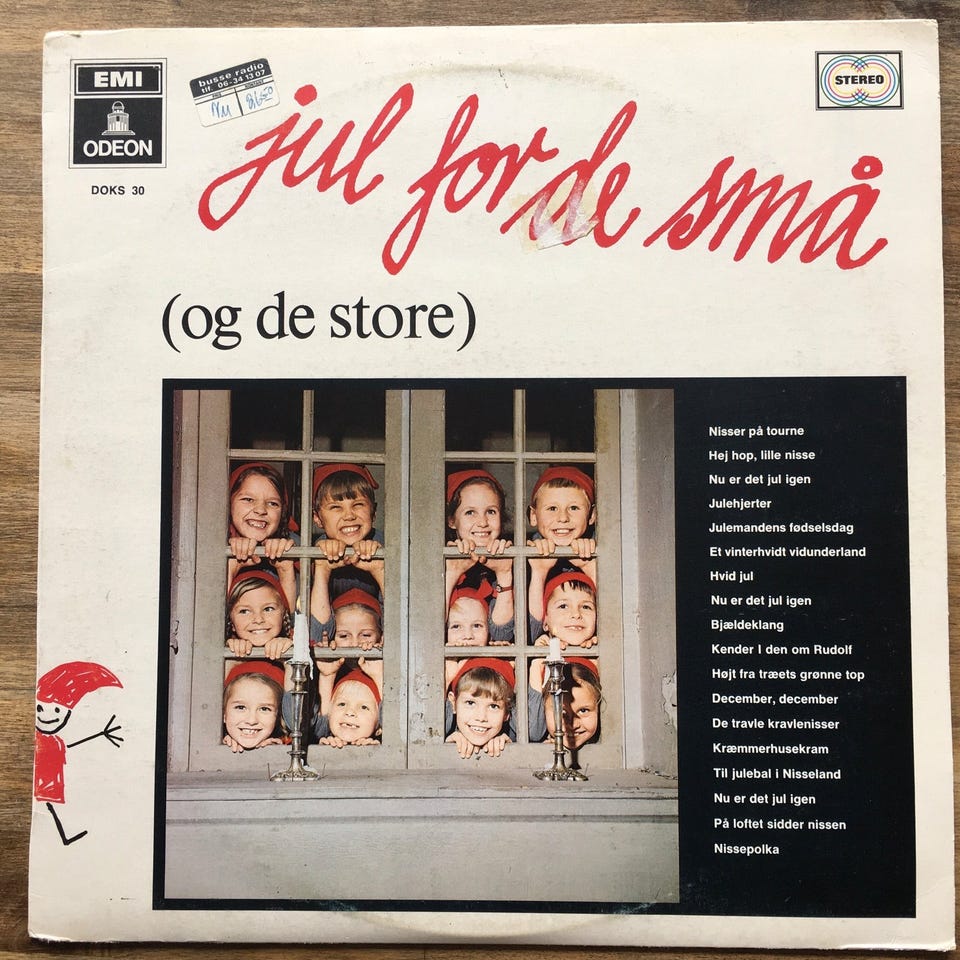 EMI
ODEON
DOKS 30
busse radio
tlf. 06-34 13 07
STEREO
jul for de små
(og de store)
Nisser på tourne
Hej hop, lille nisse
Nu er det jul igen
Julehjerter
Julemandens fødselsdag
Et vinterhvidt vidunderland
Hvid jul
Nu er det jul igen
Bjældeklang
Kender I den om Rudolf
Højt fra træets grønne top
December, december
De travle kravlenisser
Kræmmerhusekram
Til julebal i Nisseland
Nu er det jul igen
På loftet sidder nissen
Nissepolka